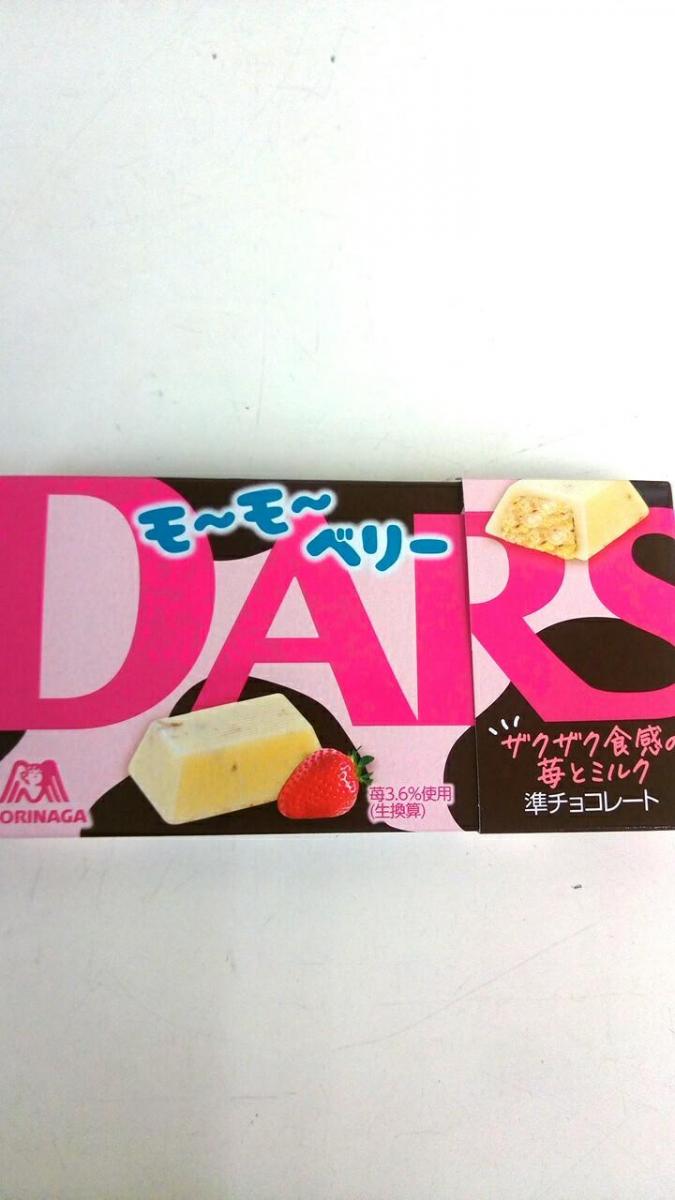 DARS
モ〜モ〜
ベリー
ザクザク食感の
苺とミルク
準チョコレート
苺3.6%使用
(生換算)
ORINAGA